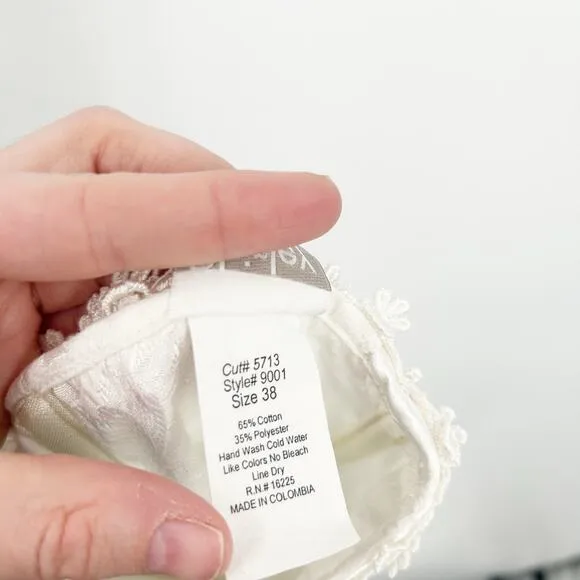 Cut# 5713
Style# 9001
Size 38
65% Cotton
35% Polyester
Hand Wash Cold Water
Like Colors No Bleach
Line Dry
R.N.# 16225
MADE IN COLOMBIA